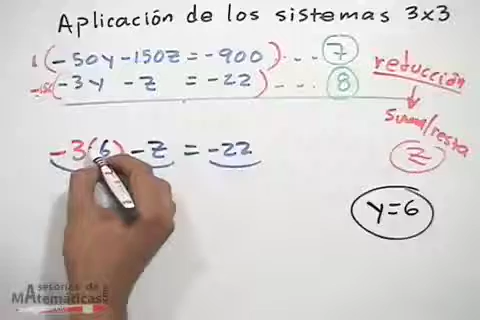 Aplicación de los sistemas 3x3
1(-50y-150z=-900)...7
-150(-3y -z =-22)...8
reducción
suma/resta
z
-3(6)-z=-22
y=6
Asesorías de
Matemáticas